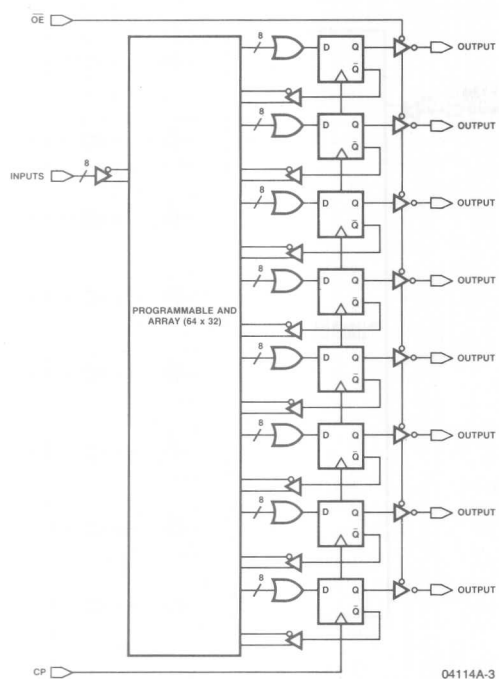 OE
8
D Q
Q
OUTPUT
8
D Q
Q
OUTPUT
INPUTS
8
8
D Q
Q
OUTPUT
8
D Q
Q
OUTPUT
PROGRAMMABLE AND
ARRAY (64 x 32)
8
D Q
Q
OUTPUT
8
D Q
Q
OUTPUT
8
D Q
Q
OUTPUT
8
D Q
Q
OUTPUT
CP
04114A-3